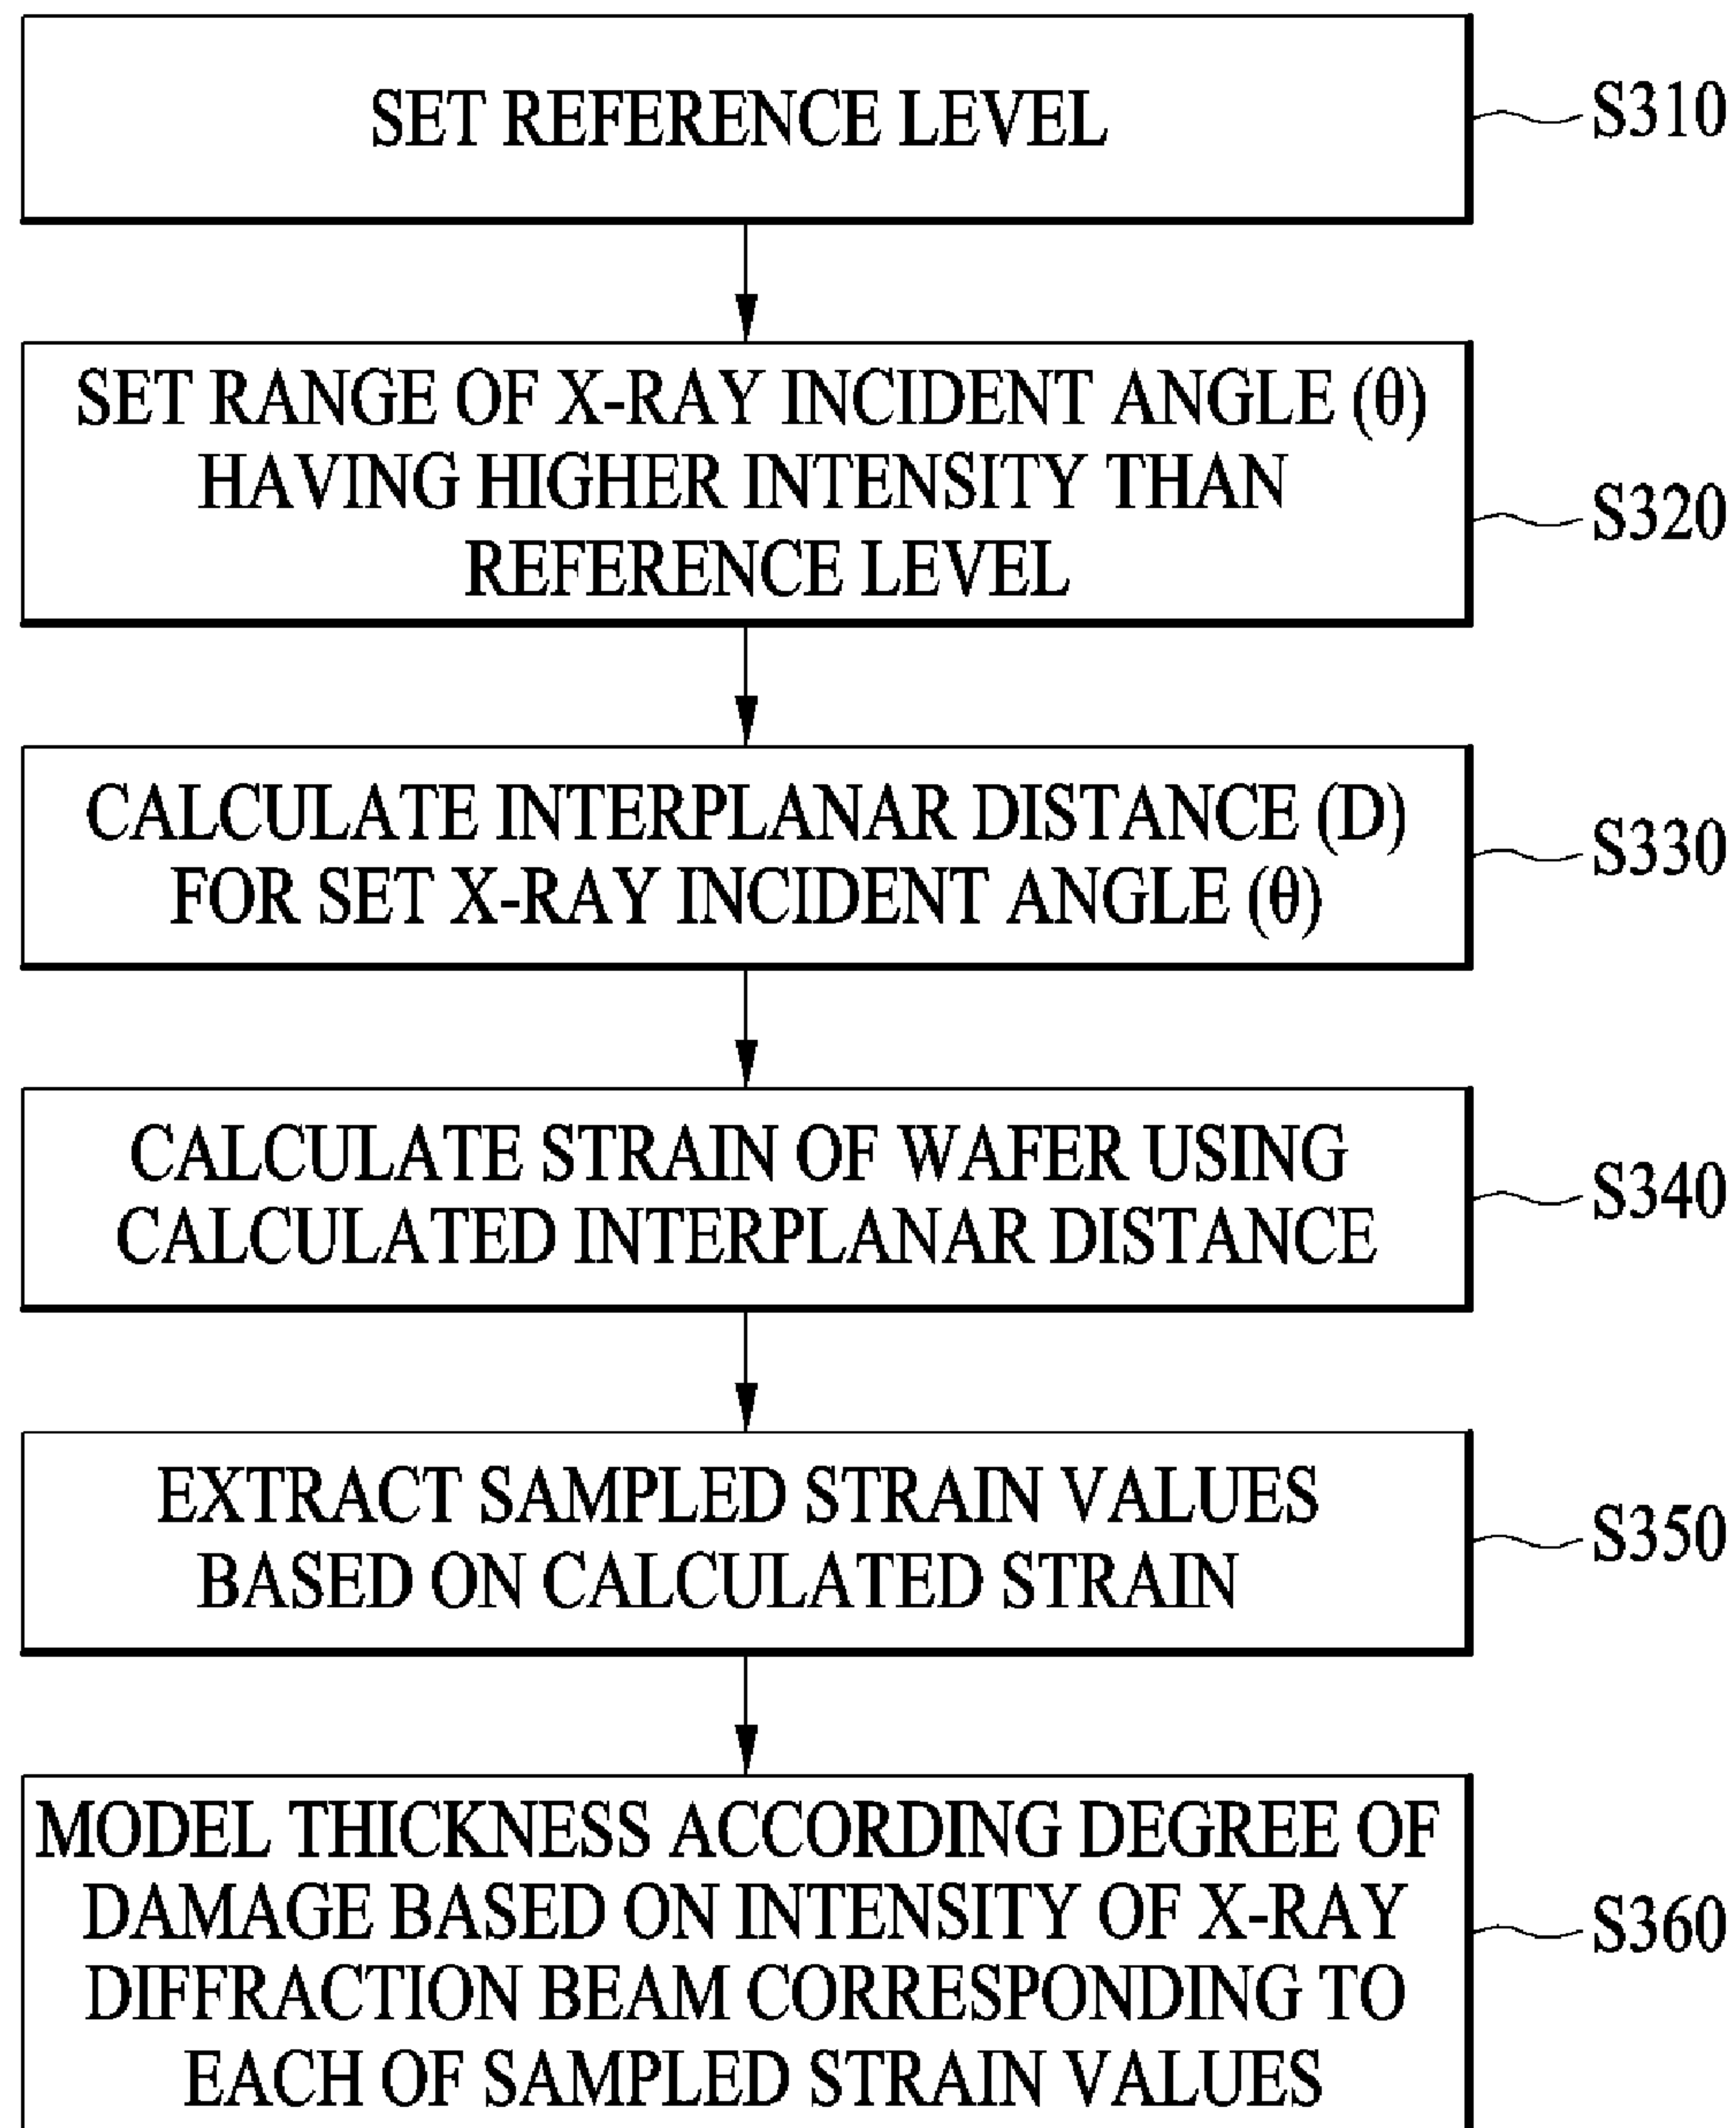 SET REFERENCE LEVEL
S310
SET RANGE OF X-RAY INCIDENT ANGLE (θ)
HAVING HIGHER INTENSITY THAN
REFERENCE LEVEL
S320
CALCULATE INTERPLANAR DISTANCE (D)
FOR SET X-RAY INCIDENT ANGLE (θ)
S330
CALCULATE STRAIN OF WAFER USING
CALCULATED INTERPLANAR DISTANCE
S340
EXTRACT SAMPLED STRAIN VALUES
BASED ON CALCULATED STRAIN
S350
MODEL THICKNESS ACCORDING DEGREE OF
DAMAGE BASED ON INTENSITY OF X-RAY
DIFFRACTION BEAM CORRESPONDING TO
EACH OF SAMPLED STRAIN VALUES
S360